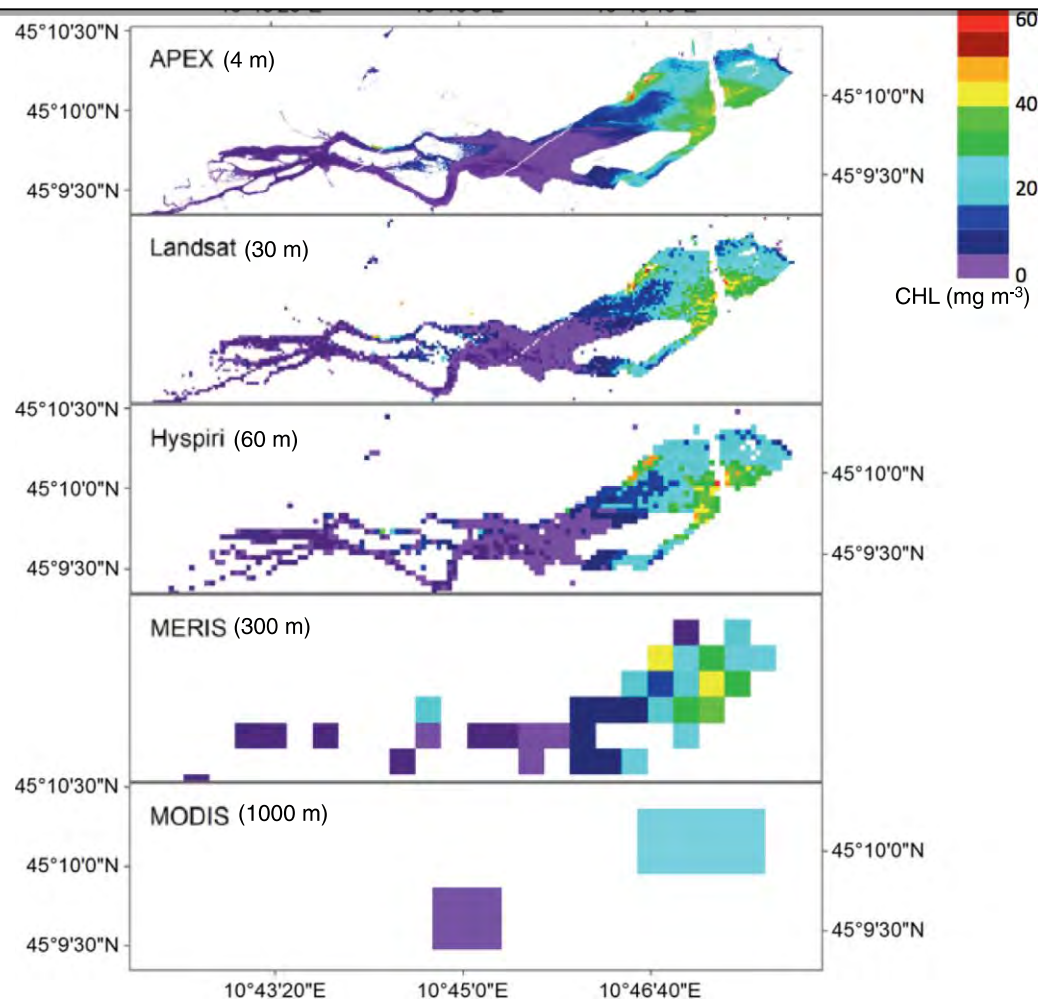 45°10'30"N
APEX (4 m)
45°10'0"N
45°10'0"N
45°9'30"N
45°9'30"N
Landsat (30 m)
60
40
20
0
CHL (mg m-3)
45°10'30"N
Hyspiri (60 m)
45°10'0"N
45°10'0"N
45°9'30"N
45°9'30"N
MERIS (300 m)
45°10'30"N
MODIS (1000 m)
45°10'0"N
45°10'0"N
45°9'30"N
45°9'30"N
10°43'20"E
10°45'0"E
10°46'40"E